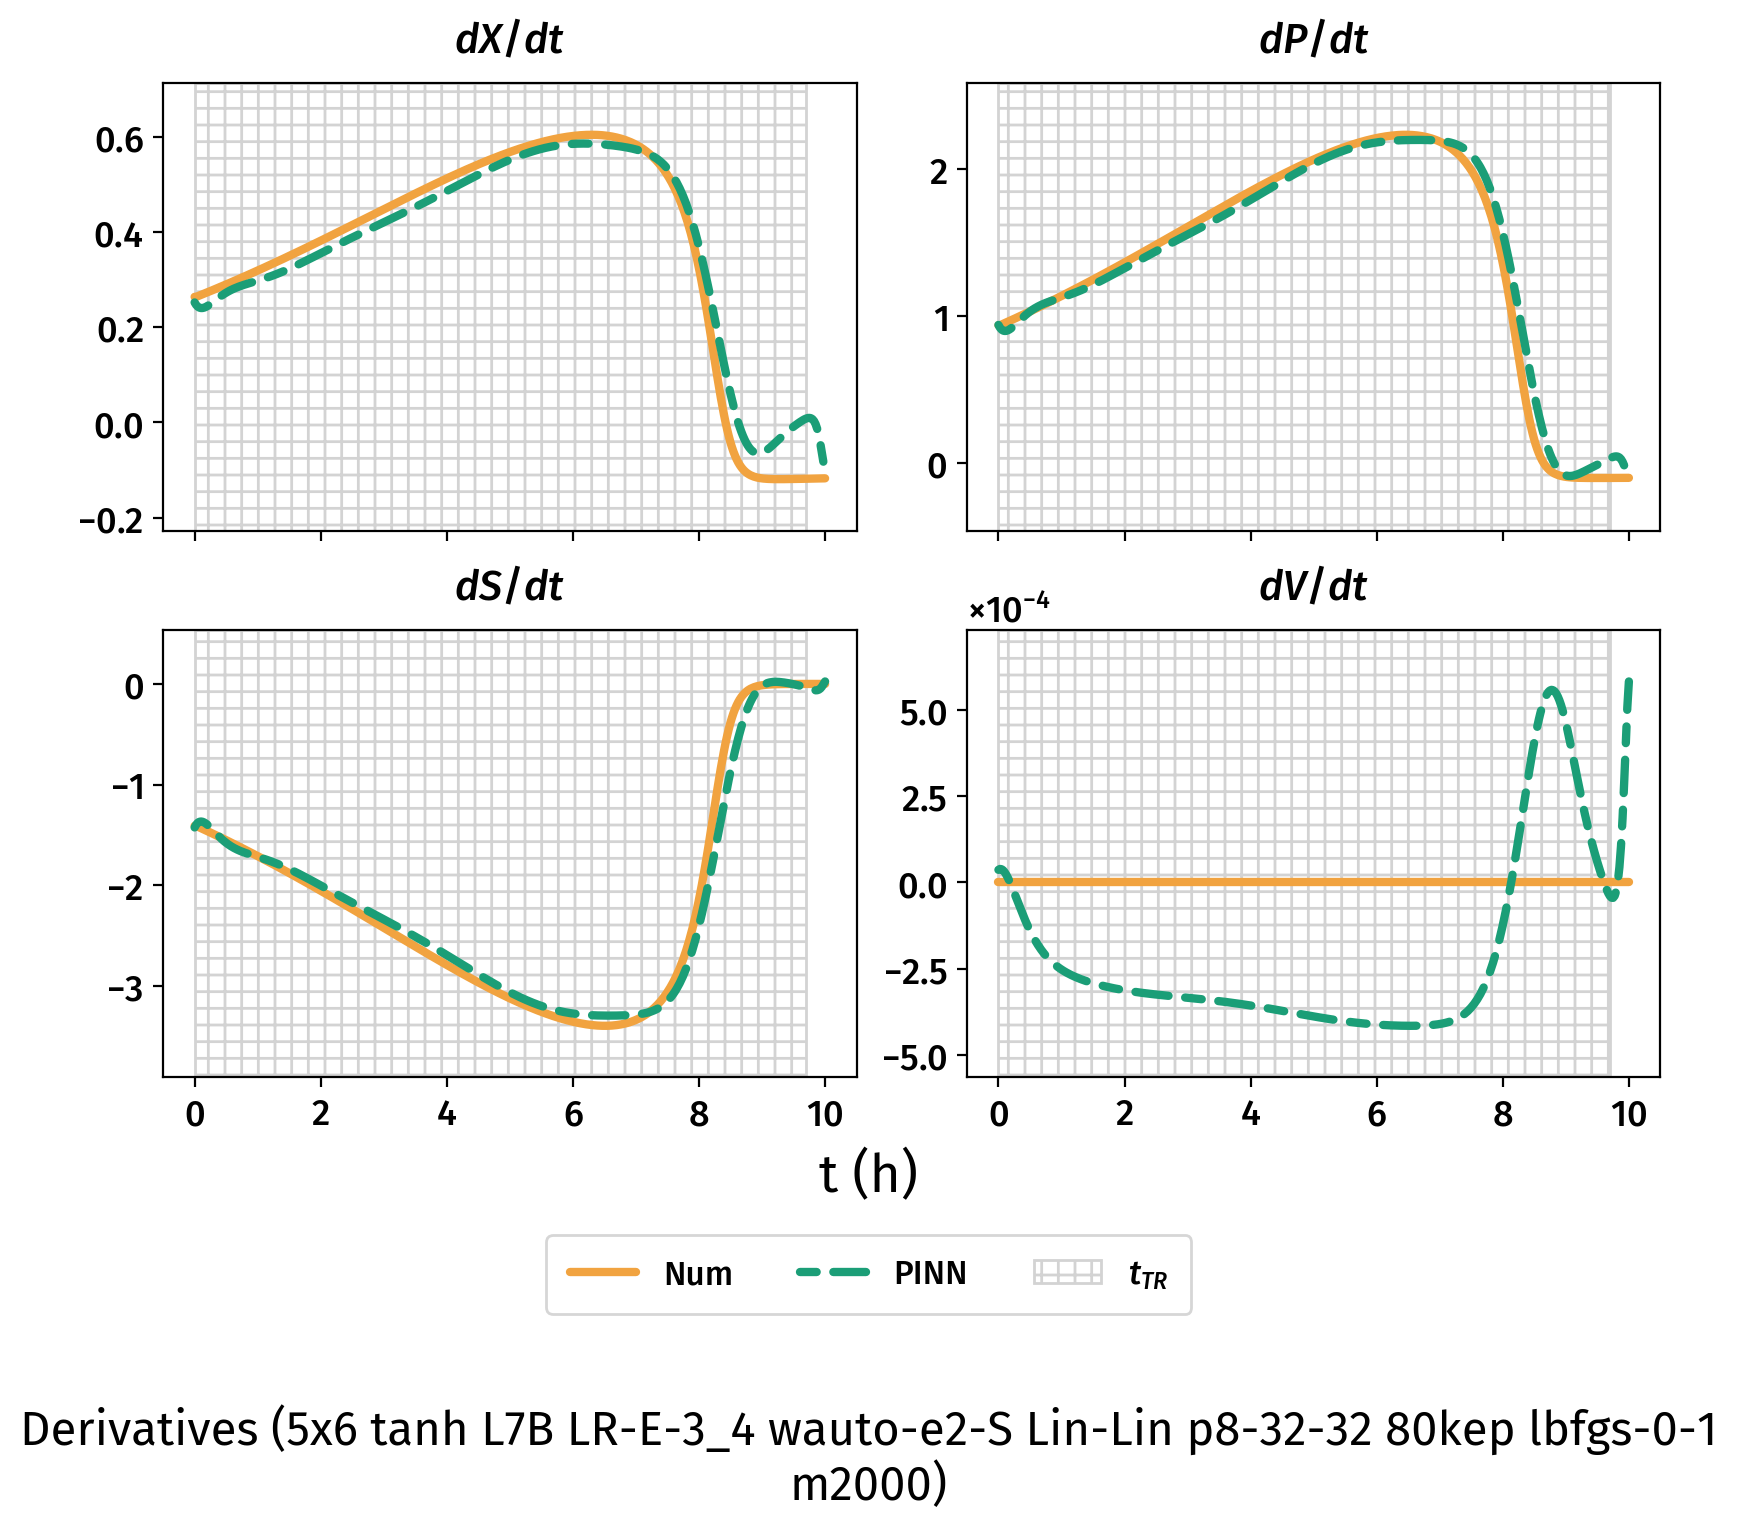 dX/dt
dP/dt
0.6
0.4
0.2
0.0
−0.2
2
1
0
dS/dt
dV/dt
×10⁻⁴
0
−1
−2
−3
5.0
2.5
0.0
−2.5
−5.0
0 2 4 6 8 10
0 2 4 6 8 10
t (h)
Num PINN t_TR
Derivatives (5x6 tanh L7B LR-E-3_4 wauto-e2-S Lin-Lin p8-32-32 80kep lbfgs-0-1
m2000)